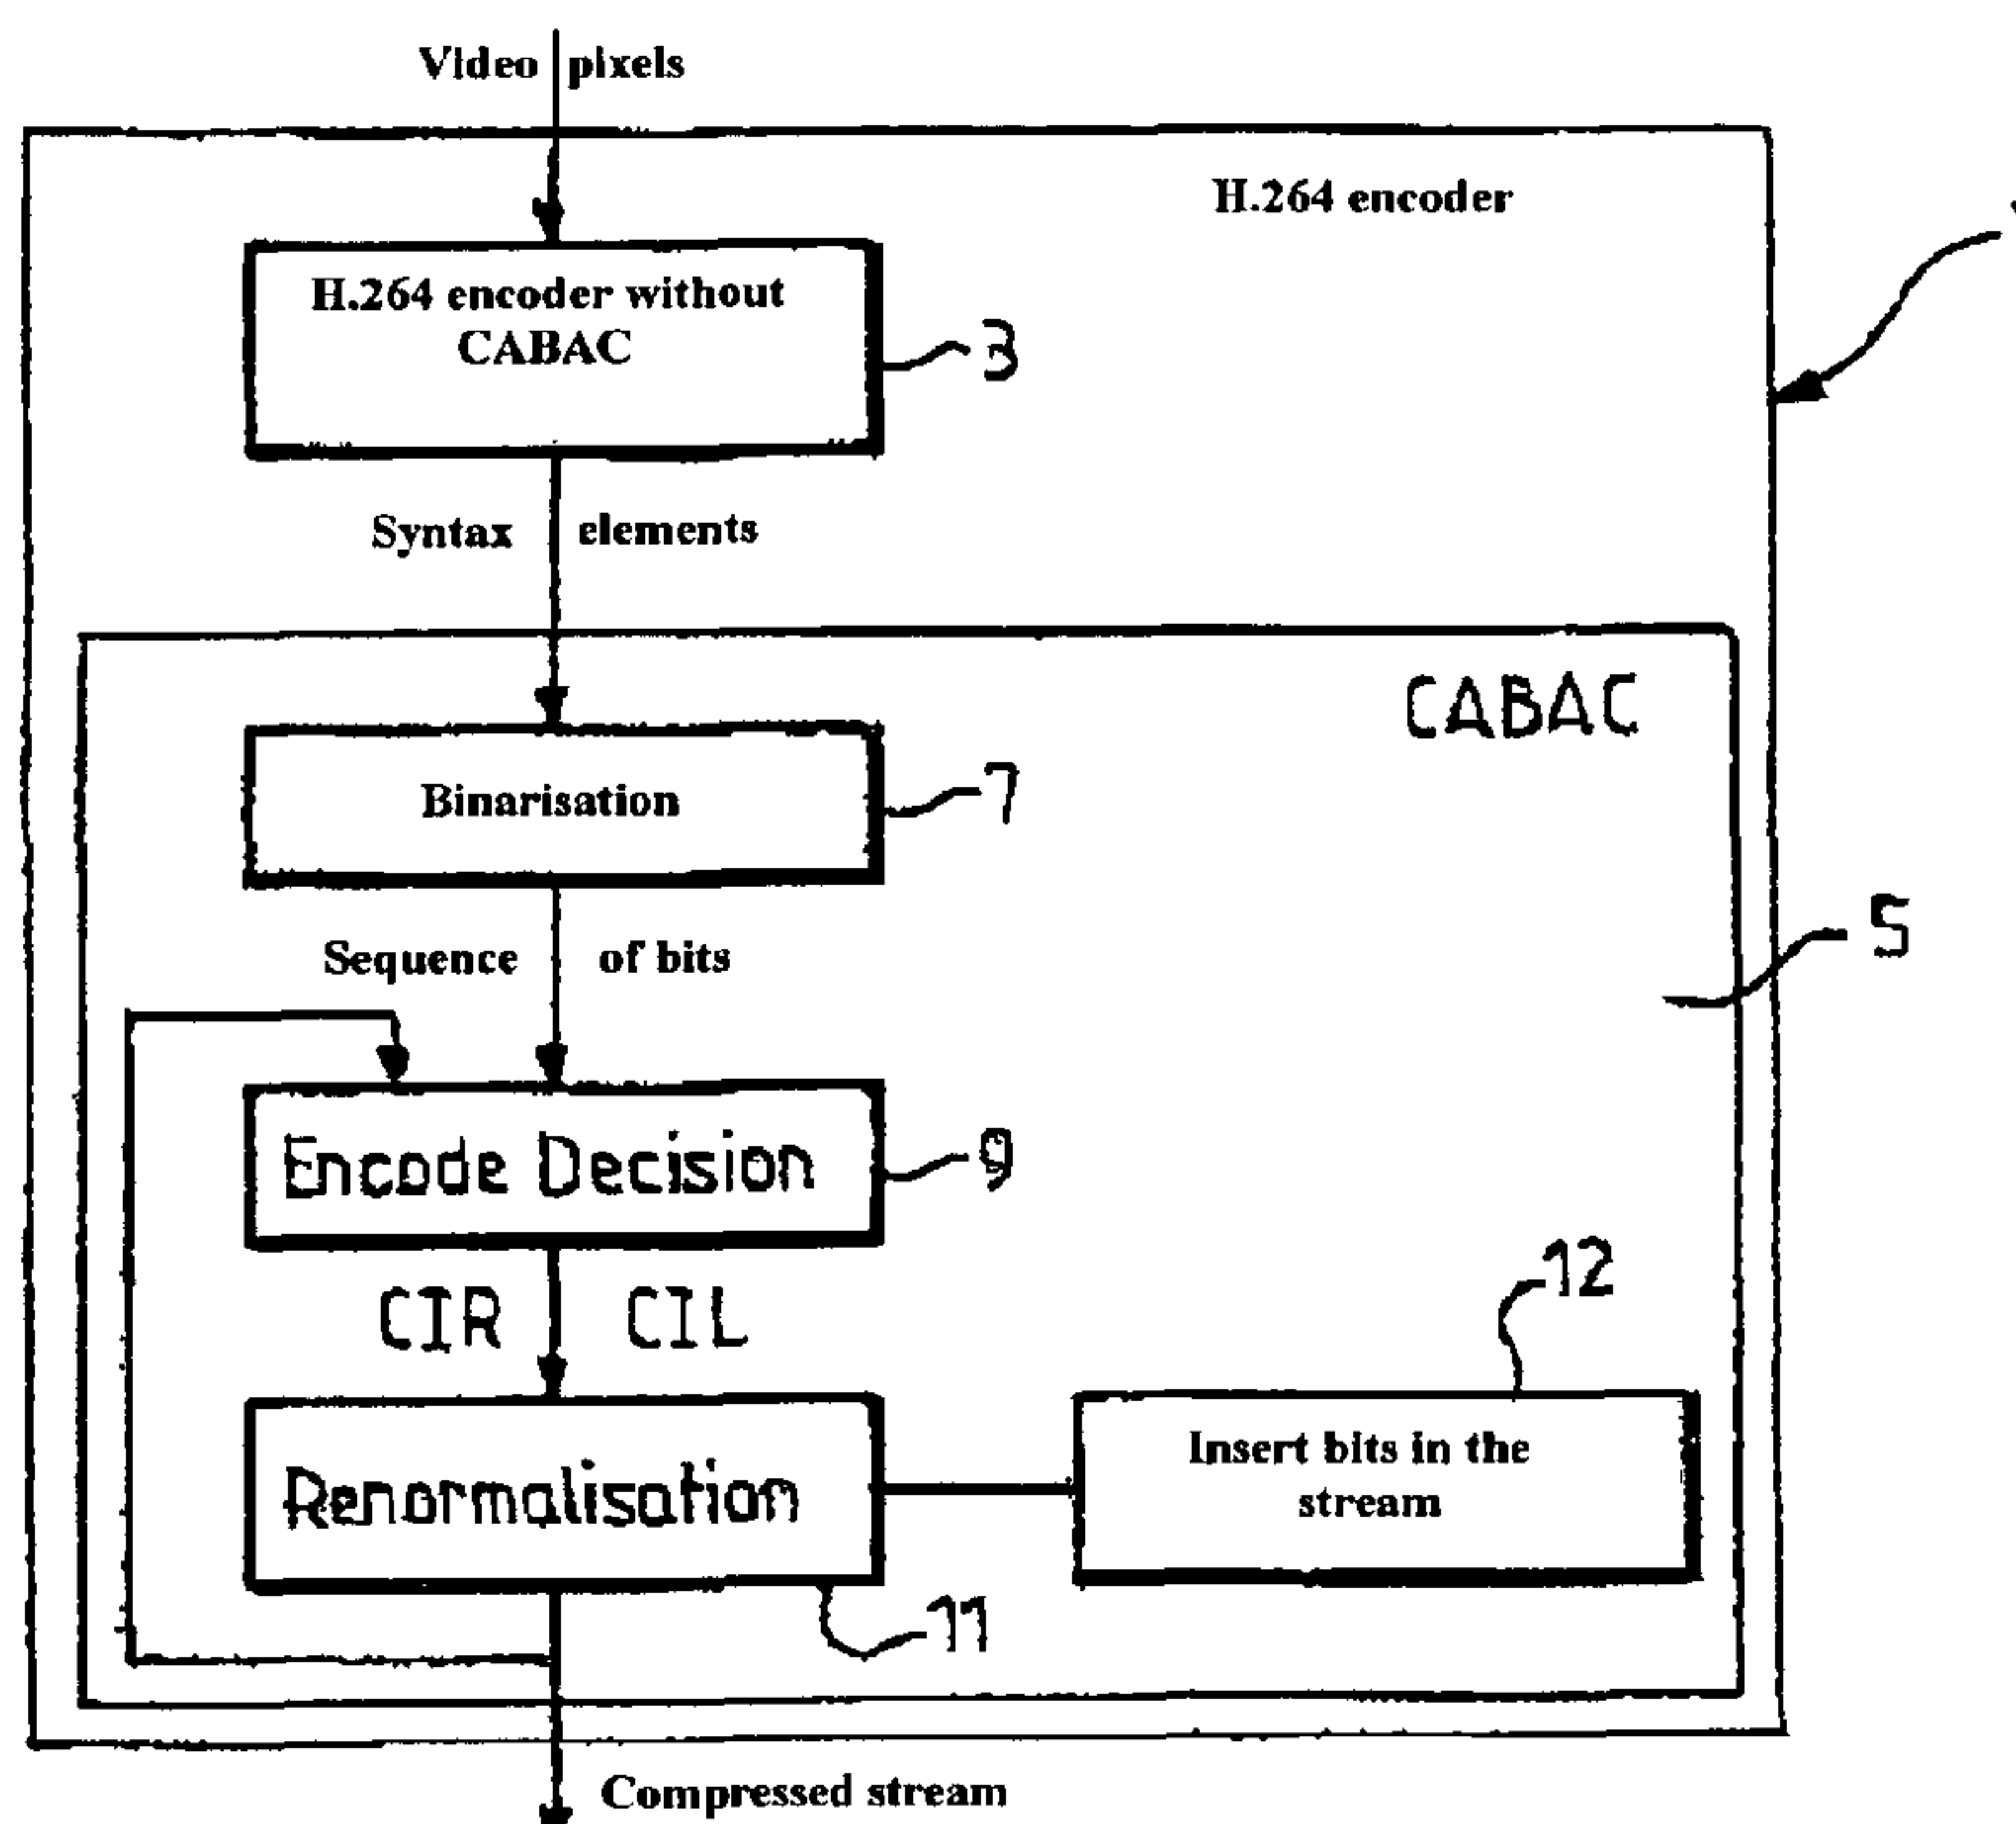 Video pixels
H.264 encoder
H.264 encoder without
CABAC
3
Syntax elements
CABAC
Binarisation
7
5
Sequence of bits
Encode Decision
9
CIR CIL
12
Renormalisation
Insert bits in the
stream
11
Compressed stream